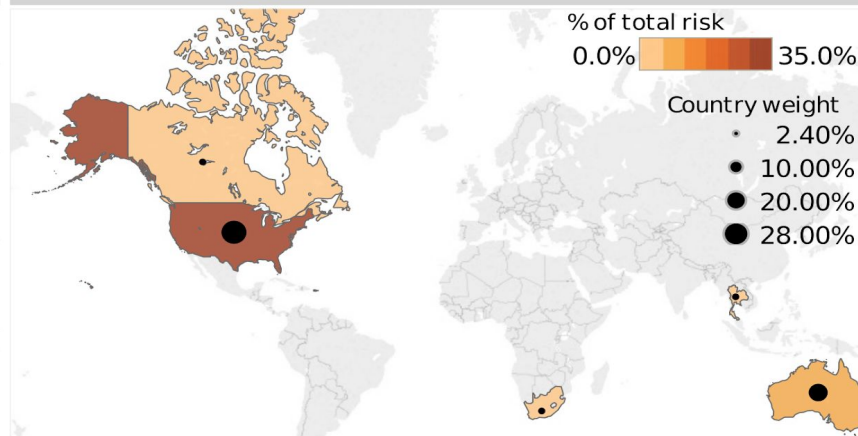 % of total risk
0.0% 35.0%
Country weight
2.40%
10.00%
20.00%
28.00%